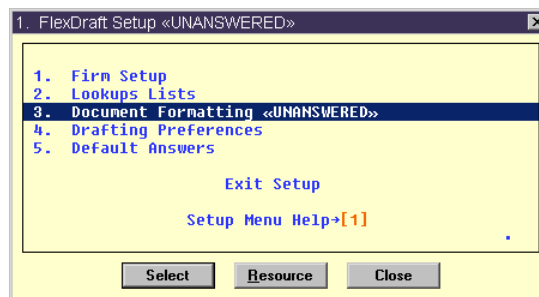 1. FlexDraft Setup «UNANSWERED»
1. Firm Setup
2. Lookups Lists
3. Document Formatting «UNANSWERED»
4. Drafting Preferences
5. Default Answers
Exit Setup
Setup Menu Help→[1]
Select Resource Close